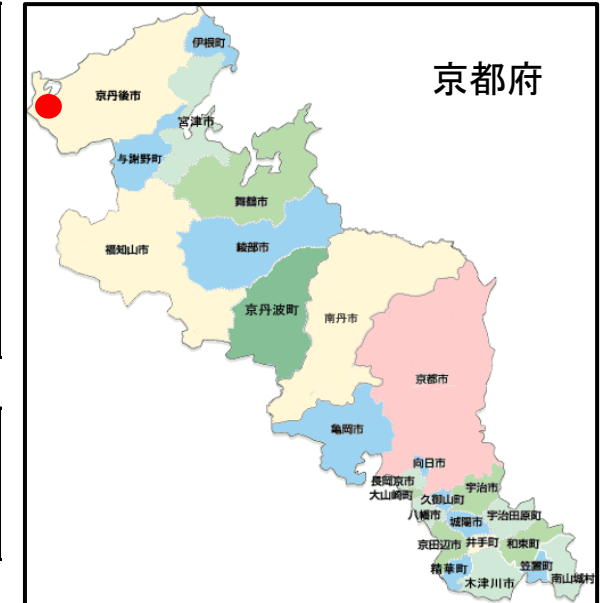 京都府
伊根町
京丹後市
宮津市
与謝野町
舞鶴市
福知山市
綾部市
京丹波町
南丹市
京都市
亀岡市
向日市
長岡京市
大山崎町
宇治市
久御山町
八幡市
城陽市
宇治田原町
京田辺市
井手町
和束町
精華町
笠置町
木津川市
南山城村